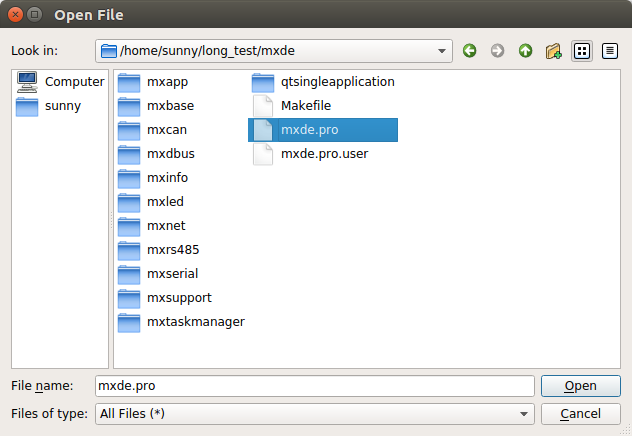 Open File
Look in: /home/sunny/long_test/mxde
Computer
sunny
mxapp
mxbase
mxcan
mxdbus
mxinfo
mxled
mxnet
mxrs485
mxserial
mxsupport
mxtaskmanager
qtsingleapplication
Makefile
mxde.pro
mxde.pro.user
File name: mxde.pro Open
Files of type: All Files (*) Cancel